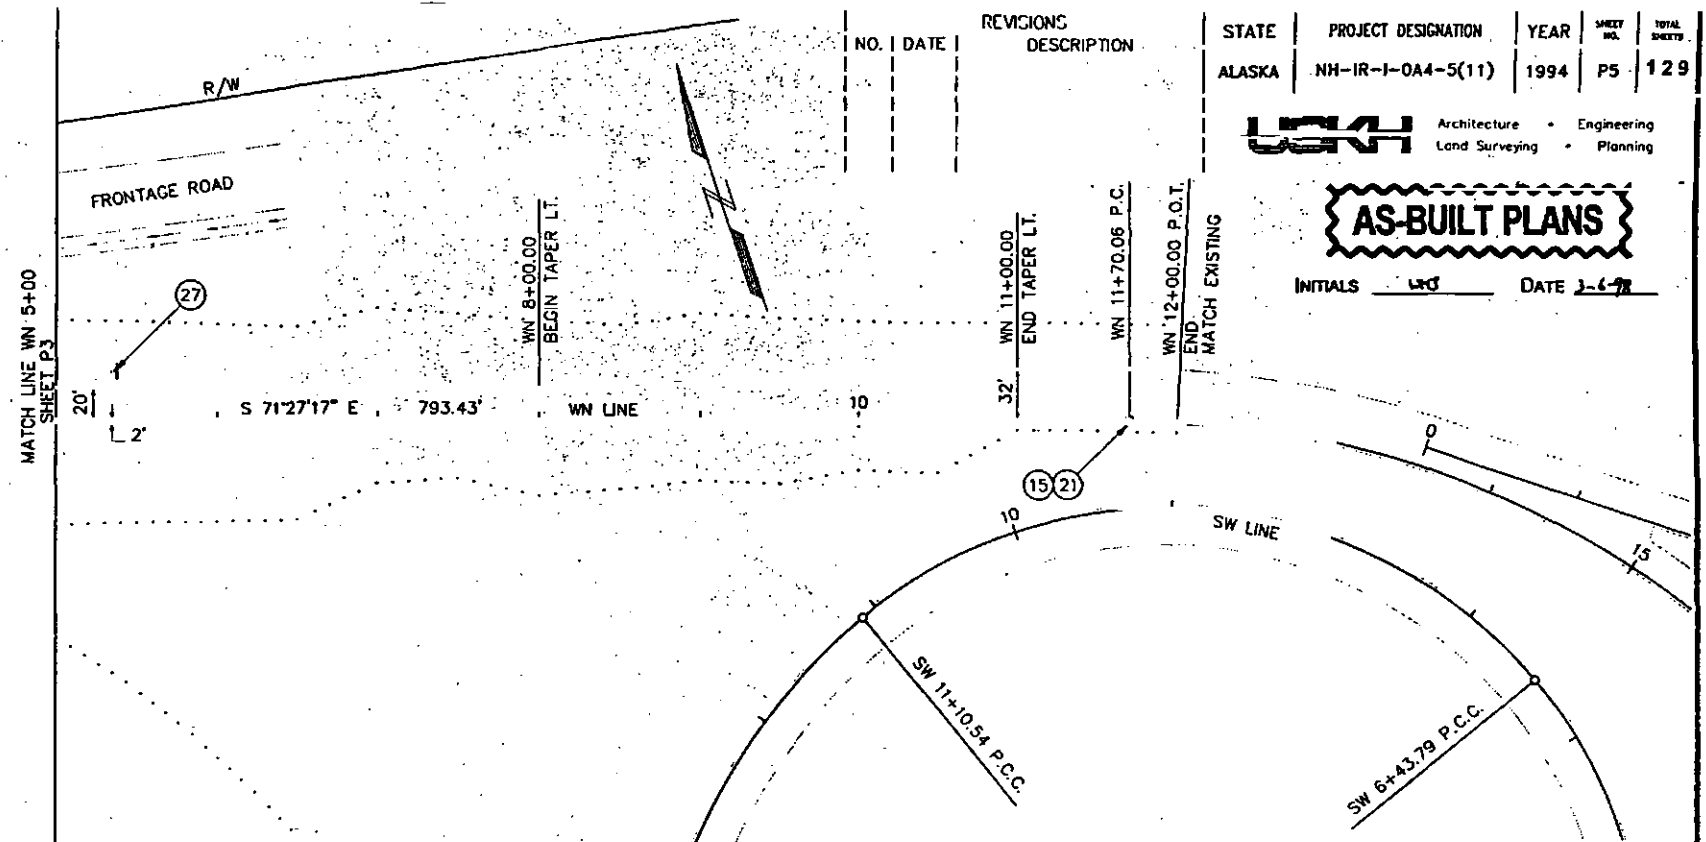 REVISIONS
NO. DATE DESCRIPTION
STATE PROJECT DESIGNATION YEAR SHEET NO. TOTAL SHEETS
ALASKA NH-IR-I-0A4-5(11) 1994 P5 129
USKH
Architecture • Engineering
Land Surveying • Planning
AS-BUILT PLANS
INITIALS DATE 3-6-98
R/W
FRONTAGE ROAD
27
MATCH LINE WN 5+00
SHEET P3
20'
2'
S 71°27'17" E 793.43' WN LINE 10
WN 8+00.00
BEGIN TAPER LT.
WN 11+00.00
END TAPER LT.
32'
WN 11+70.06 P.C.
WN 12+00.00 P.O.T.
END
MATCH EXISTING
15 21
0
10
SW LINE
15
SW 11+10.54 P.C.C.
SW 6+43.79 P.C.C.